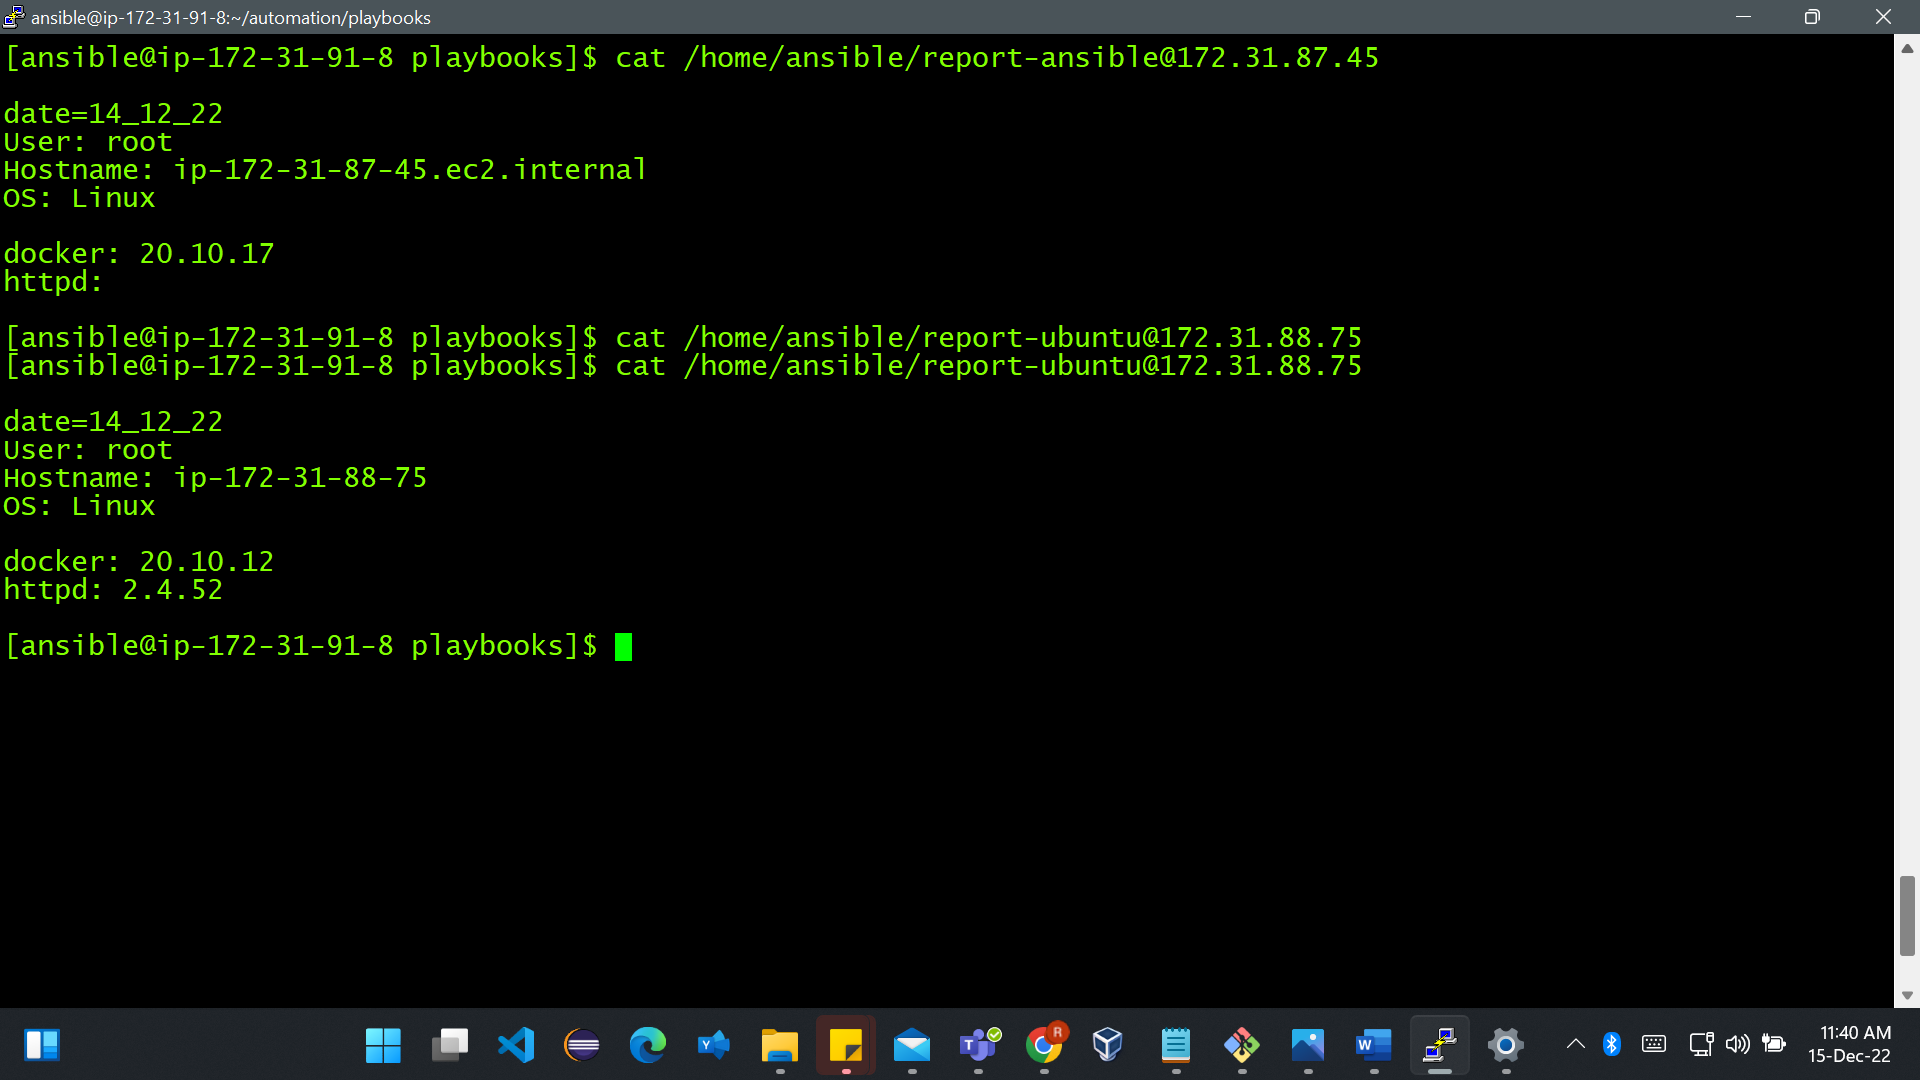 ansible@ip-172-31-91-8:~/automation/playbooks
[ansible@ip-172-31-91-8 playbooks]$ cat /home/ansible/report-ansible@172.31.87.45
date=14_12_22
User: root
Hostname: ip-172-31-87-45.ec2.internal
OS: Linux
docker: 20.10.17
httpd:
[ansible@ip-172-31-91-8 playbooks]$ cat /home/ansible/report-ubuntu@172.31.88.75
[ansible@ip-172-31-91-8 playbooks]$ cat /home/ansible/report-ubuntu@172.31.88.75
date=14_12_22
User: root
Hostname: ip-172-31-88-75
OS: Linux
docker: 20.10.12
httpd: 2.4.52
[ansible@ip-172-31-91-8 playbooks]$
Y
T
R
W
11:40 AM
15-Dec-22